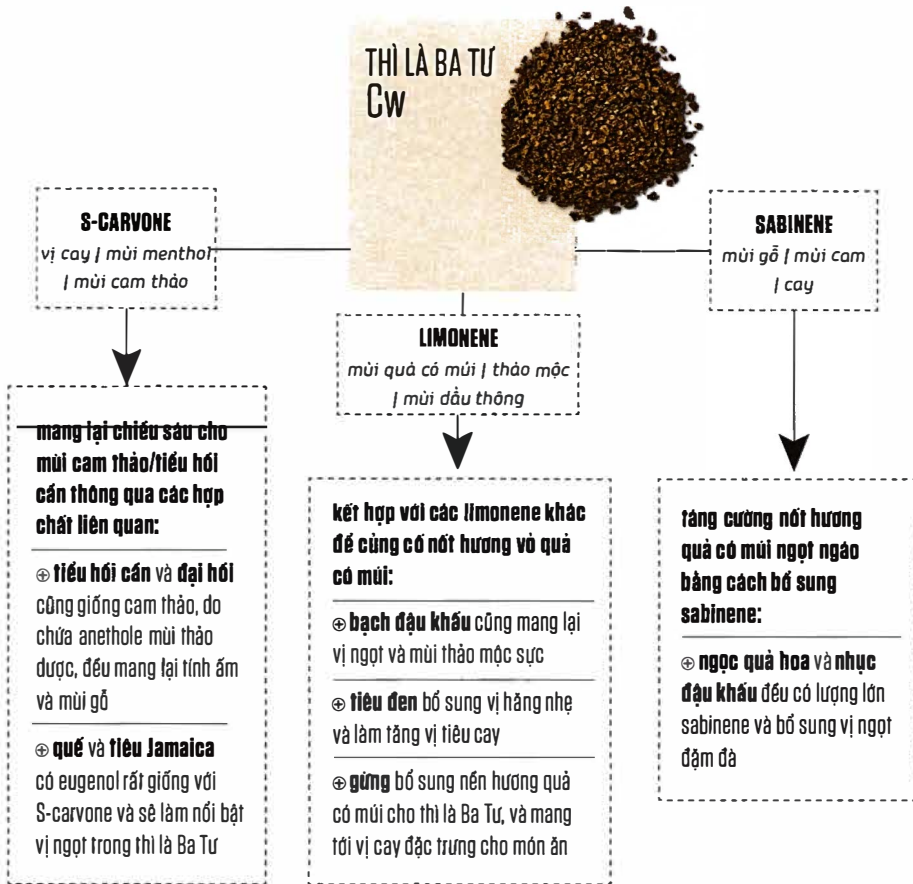 THÌ LÀ BA TƯ
Cw
S-CARVONE
vị cay | mùi menthol
| mùi cam thảo
LIMONENE
mùi quả có múi | thảo mộc
| mùi dầu thông
SABINENE
mùi gỗ | mùi cam
| cay
mang lại chiều sâu cho
mùi cam thảo/tiểu hồi
cần thông qua các hợp
chất liên quan:
⊕ tiểu hồi cần và đại hồi
cũng giống cam thảo, do
chứa anethole mùi thảo
dược, đều mang lại tính ấm
và mùi gỗ
⊕ quế và tiêu Jamaica
có eugenol rất giống với
S-carvone và sẽ làm nổi bật
vị ngọt trong thì là Ba Tư
kết hợp với các limonene khác
để củng cố nốt hương vỏ quả
có múi:
⊕ bạch đậu khấu cũng mang lại
vị ngọt và mùi thảo mộc sực
⊕ tiêu đen bổ sung vị hăng nhẹ
và làm tăng vị tiêu cay
⊕ gừng bổ sung nền hương quả
có múi cho thì là Ba Tư, và mang
tới vị cay đặc trưng cho món ăn
tăng cường nốt hương
quả có múi ngọt ngào
bằng cách bổ sung
sabinene:
⊕ ngọc quả hoa và nhục
đậu khấu đều có lượng lớn
sabinene và bổ sung vị ngọt
đậm đà